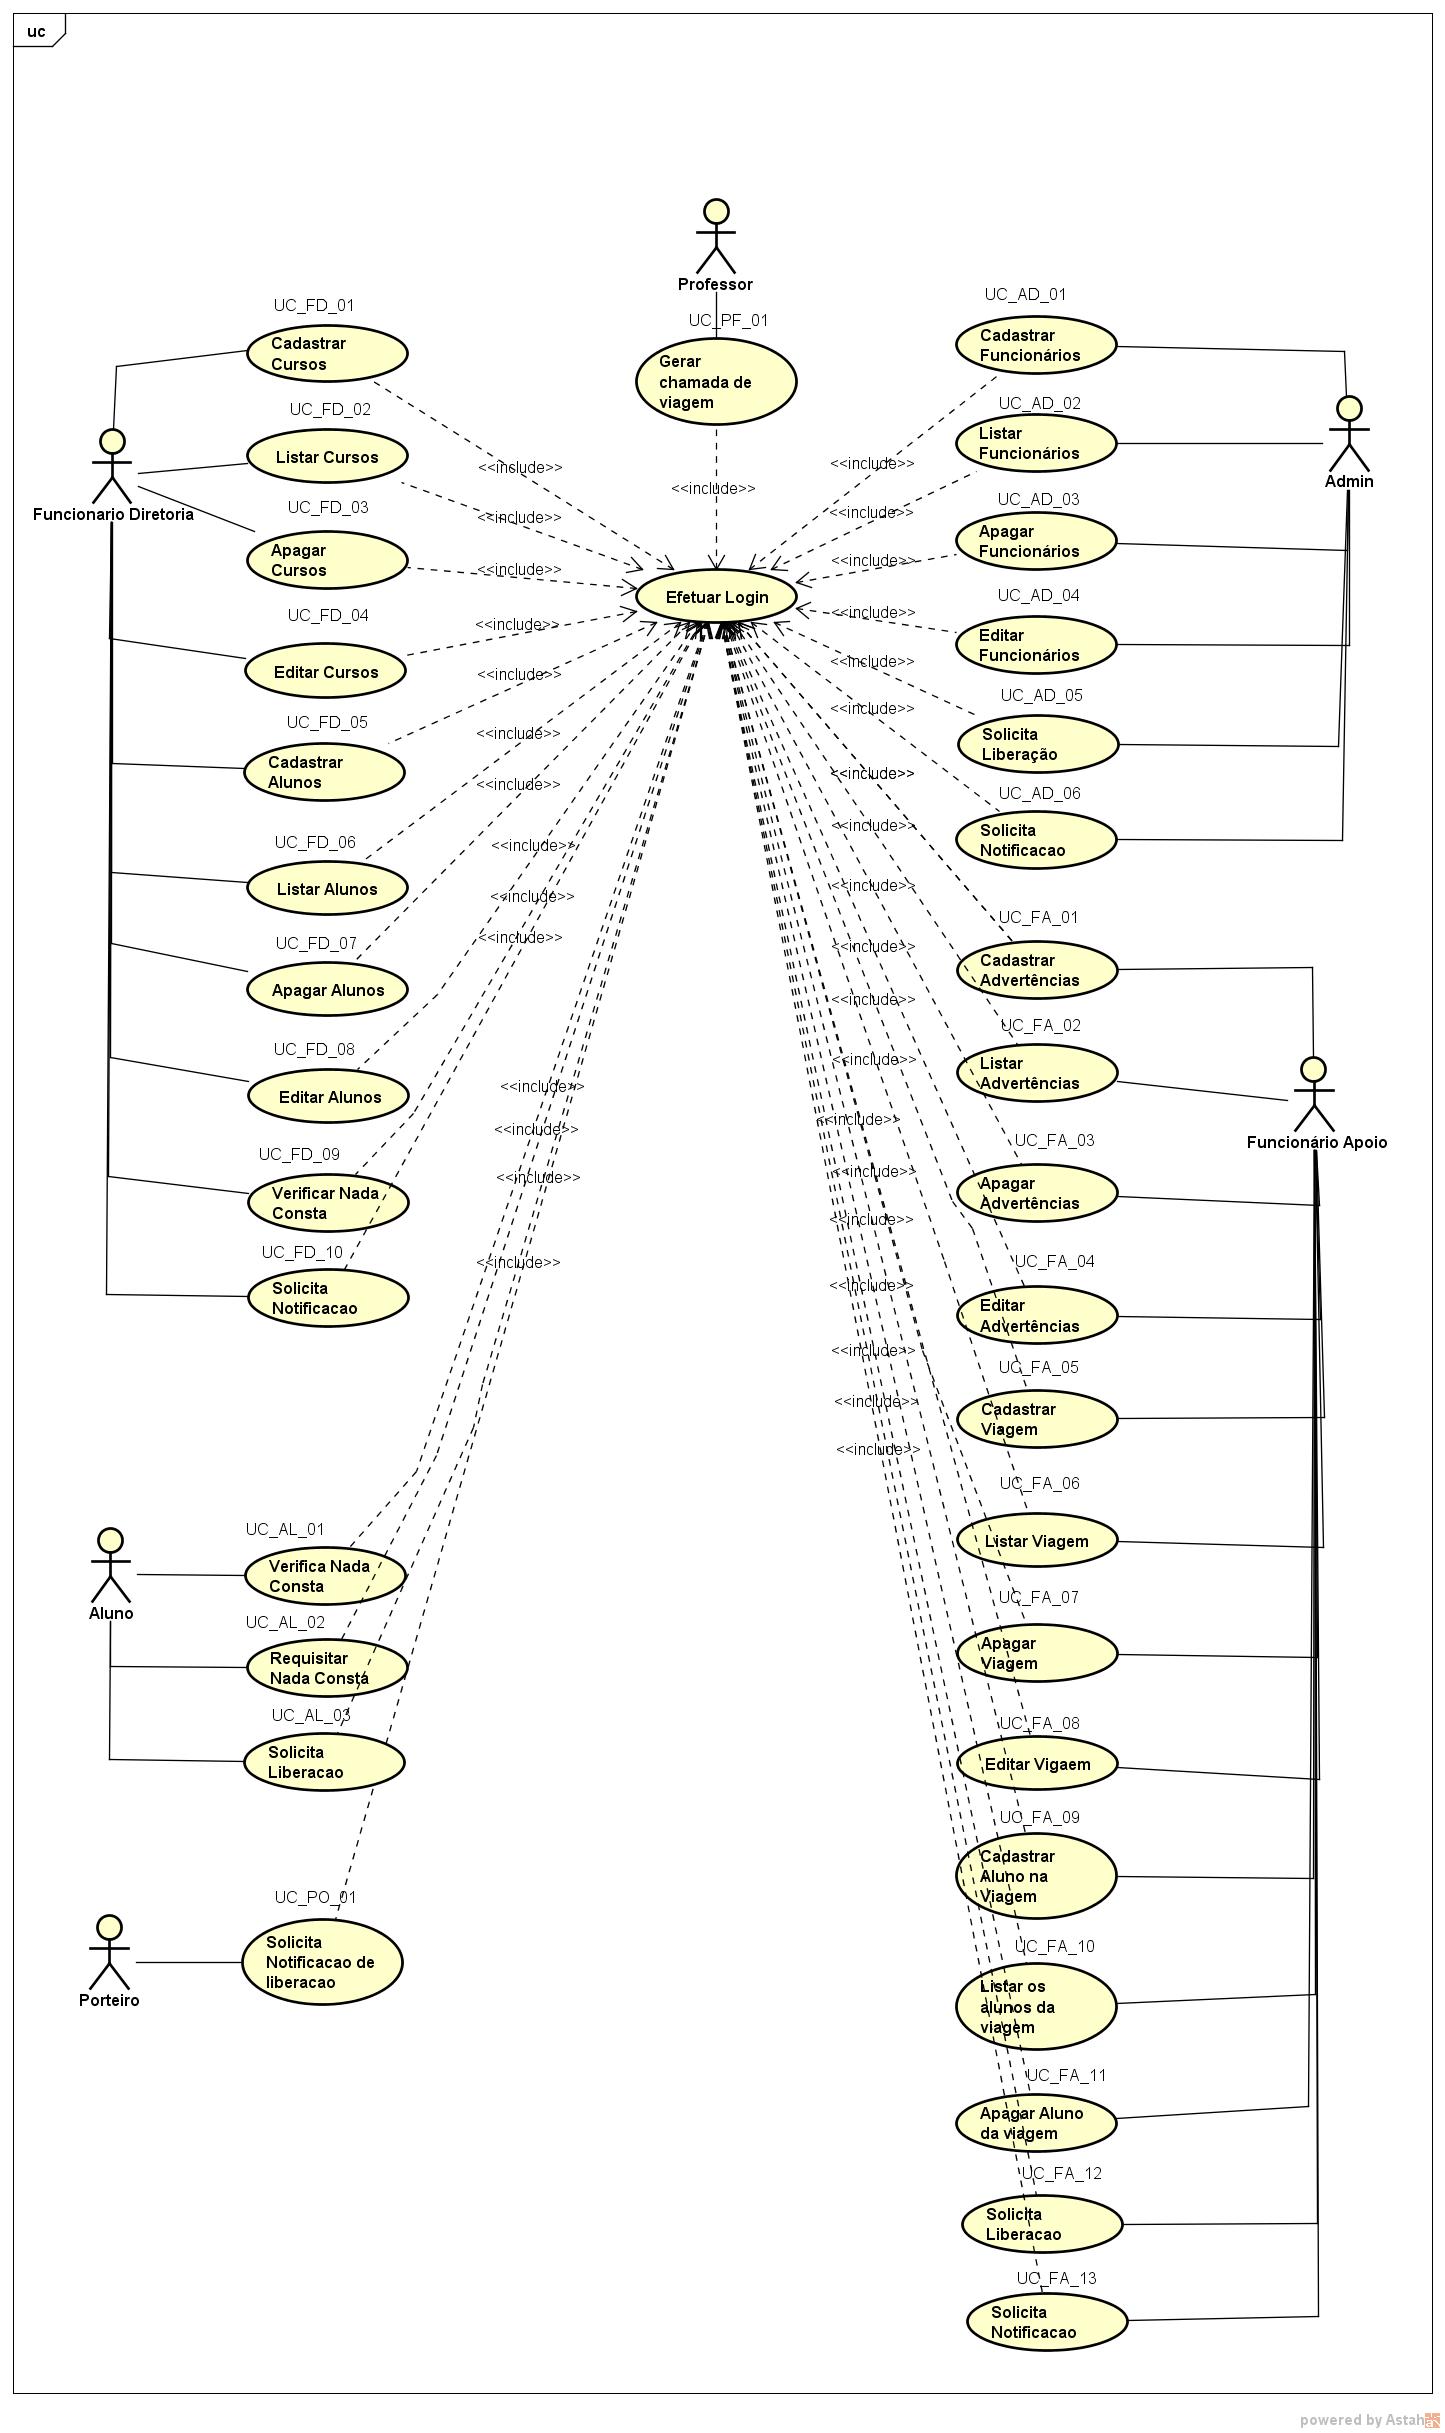 uc
Professor
UC_PF_01
Gerar
chamada de
viagem
<<include>>
Efetuar Login
UC_FD_01
Cadastrar
Cursos
<<include>>
UC_FD_02
Listar Cursos
<<include>>
Funcionario Diretoria
UC_FD_03
Apagar
Cursos
<<include>>
UC_FD_04
Editar Cursos
<<include>>
UC_FD_05
Cadastrar
Alunos
<<include>>
UC_FD_06
Listar Alunos
<<include>>
UC_FD_07
Apagar Alunos
<<include>>
UC_FD_08
Editar Alunos
<<include>>
UC_FD_09
Verificar Nada
Consta
<<include>>
UC_FD_10
Solicita
Notificacao
<<include>>
Aluno
UC_AL_01
Verifica Nada
Consta
<<include>>
UC_AL_02
Requisitar
Nada Consta
<<include>>
UC_AL_03
Solicita
Liberacao
<<include>>
Porteiro
UC_PO_01
Solicita
Notificacao de
liberacao
<<include>>
Admin
UC_AD_01
Cadastrar
Funcionários
<<include>>
UC_AD_02
Listar
Funcionários
<<include>>
UC_AD_03
Apagar
Funcionários
<<include>>
UC_AD_04
Editar
Funcionários
<<include>>
UC_AD_05
Solicita
Liberação
<<include>>
UC_AD_06
Solicita
Notificacao
<<include>>
Funcionário Apoio
UC_FA_01
Cadastrar
Advertências
<<include>>
UC_FA_02
Listar
Advertências
<<include>>
UC_FA_03
Apagar
Advertências
<<include>>
UC_FA_04
Editar
Advertências
<<include>>
UC_FA_05
Cadastrar
Viagem
<<include>>
UC_FA_06
Listar Viagem
<<include>>
UC_FA_07
Apagar
Viagem
<<include>>
UC_FA_08
Editar Vigaem
<<include>>
UC_FA_09
Cadastrar
Aluno na
Viagem
<<include>>
UC_FA_10
Listar os
alunos da
viagem
<<include>>
UC_FA_11
Apagar Aluno
da viagem
<<include>>
UC_FA_12
Solicita
Liberacao
<<include>>
UC_FA_13
Solicita
Notificacao
<<include>>
powered by Astah